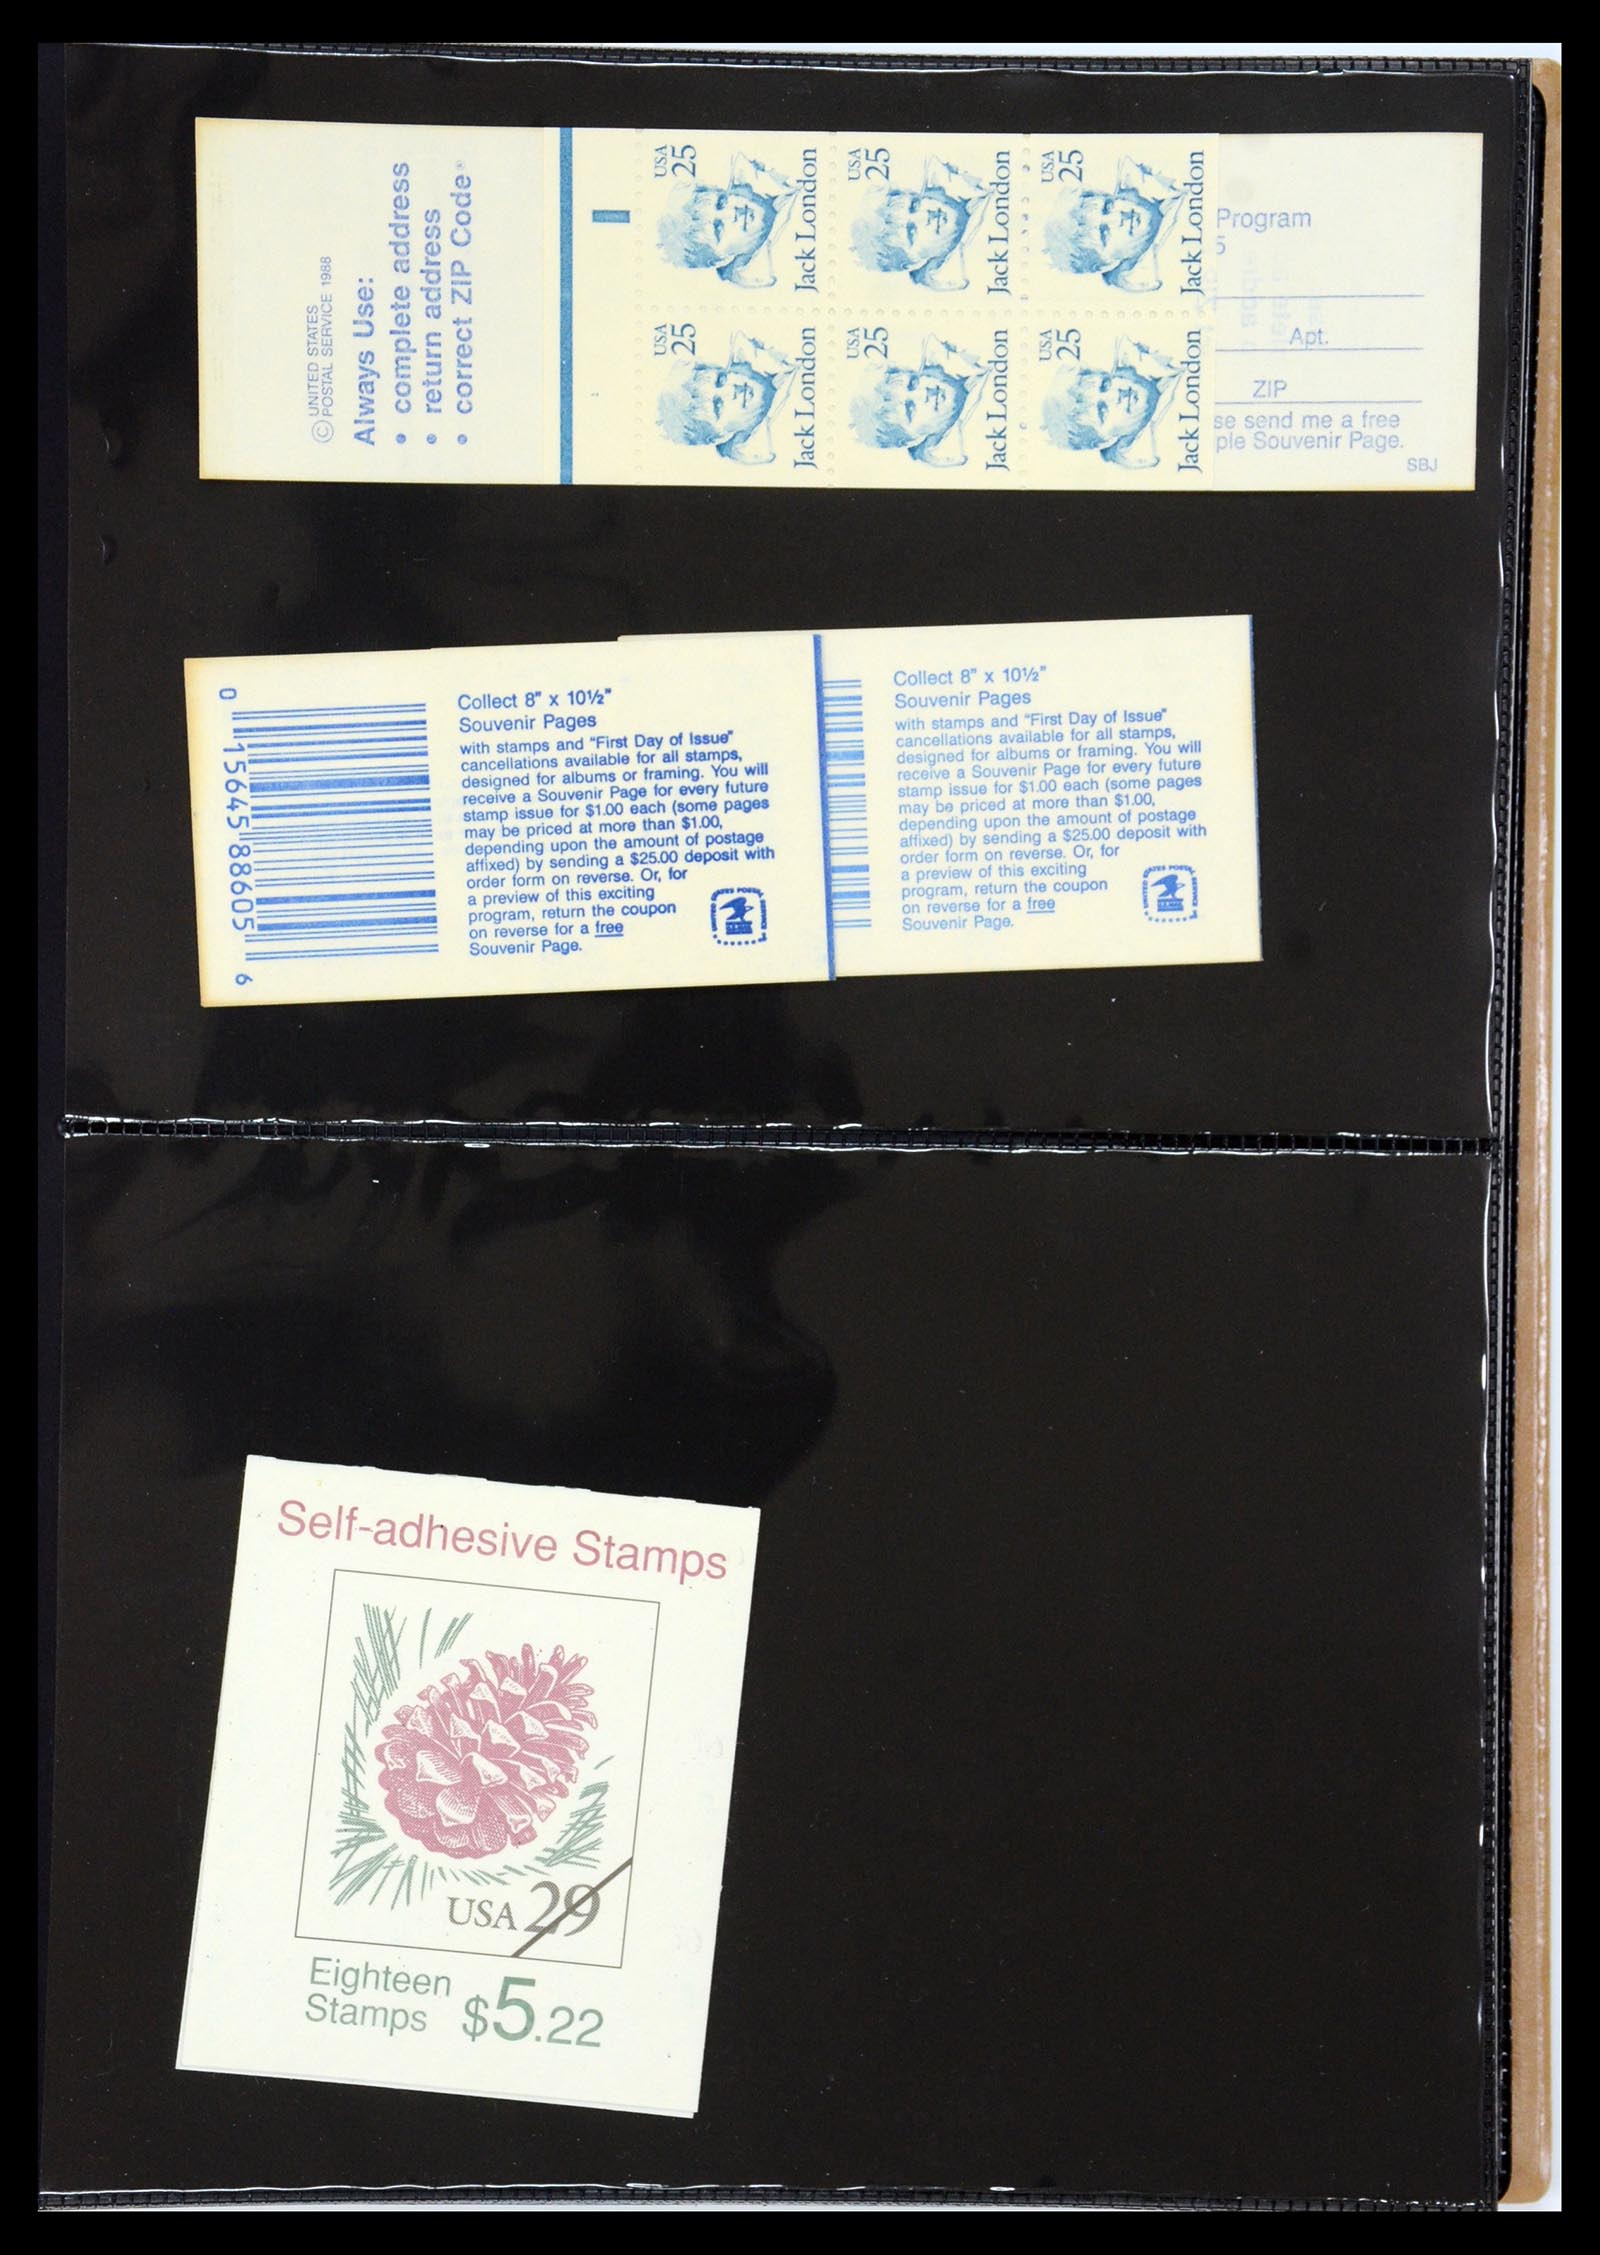 © UNITED STATES
POSTAL SERVICE 1988
Always Use:
• complete address
• return address
• correct ZIP Code®
USA
25
Jack London
USA
25
Jack London
USA
25
Jack London
USA
25
Jack London
USA
25
Jack London
USA
25
Jack London
Program
Apt.
ZIP
se send me a free
ple Souvenir Page.
SBJ
0 15645 88605 6
Collect 8" x 10½"
Souvenir Pages
with stamps and "First Day of Issue"
cancellations available for all stamps,
designed for albums or framing. You will
receive a Souvenir Page for every future
stamp issue for $1.00 each (some pages
may be priced at more than $1.00,
depending upon the amount of postage
affixed) by sending a $25.00 deposit with
order form on reverse. Or, for
a preview of this exciting
program, return the coupon
on reverse for a free
Souvenir Page.
Collect 8" x 10½"
Souvenir Pages
with stamps and "First Day of Issue"
cancellations available for all stamps,
designed for albums or framing. You will
receive a Souvenir Page for every future
stamp issue for $1.00 each (some pages
may be priced at more than $1.00,
depending upon the amount of postage
affixed) by sending a $25.00 deposit with
order form on reverse. Or, for
a preview of this exciting
program, return the coupon
on reverse for a free
Souvenir Page.
Self-adhesive Stamps
USA 29
Eighteen
Stamps $5.22